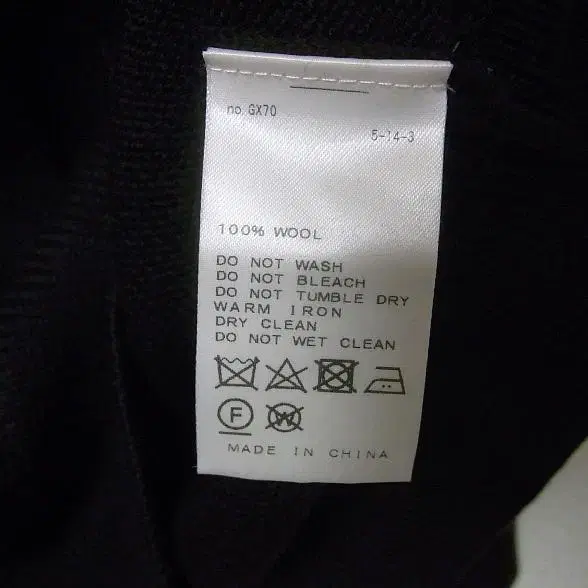 no. GX70
5-14-3
100% WOOL
DO NOT WASH
DO NOT BLEACH
DO NOT TUMBLE DRY
WARM IRON
DRY CLEAN
DO NOT WET CLEAN
F W
MADE IN CHINA